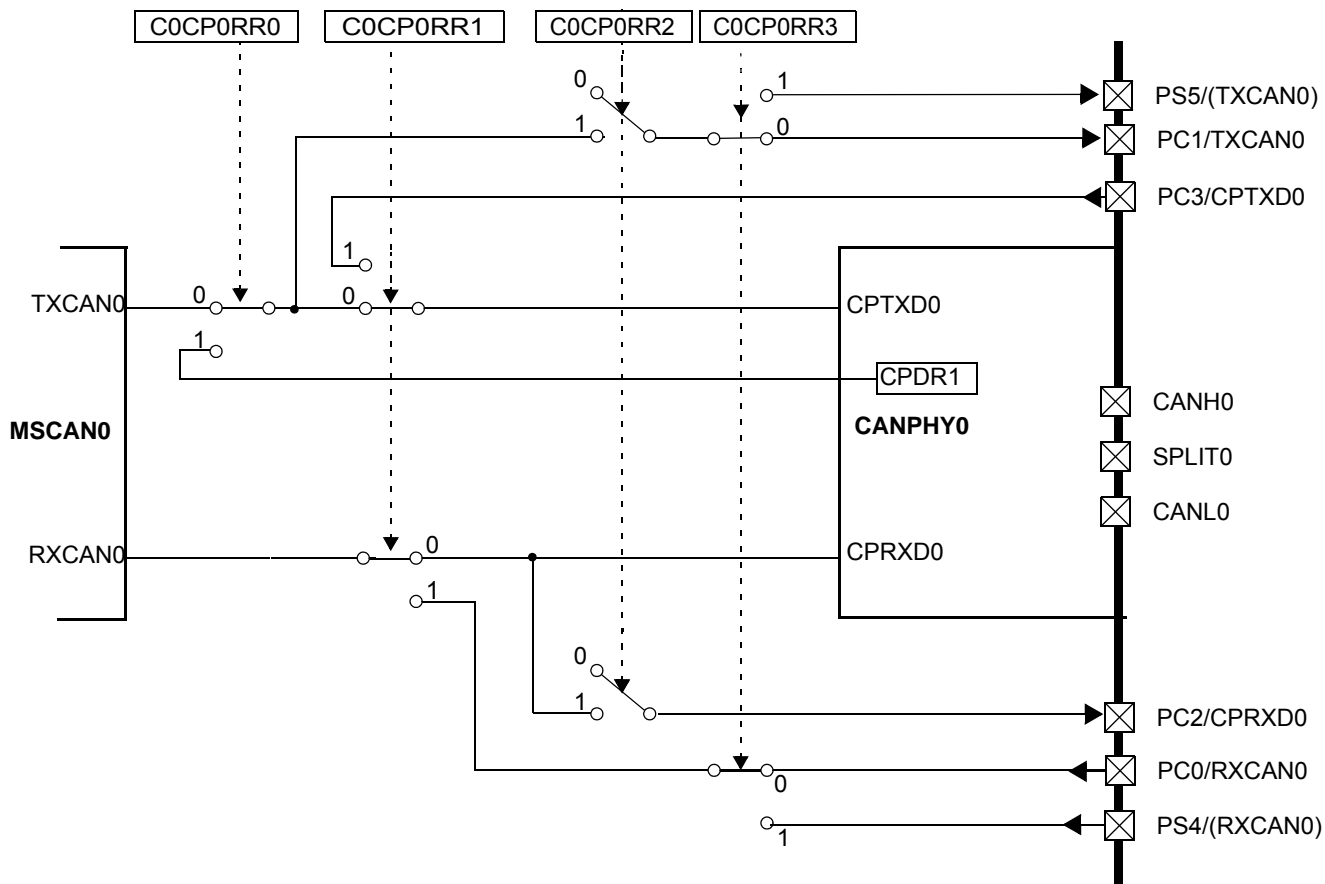 C0CP0RR0
C0CP0RR1
C0CP0RR2
C0CP0RR3
0
1
PS5/(TXCAN0)
1
0
PC1/TXCAN0
PC3/CPTXD0
1
TXCAN0
0
0
CPTXD0
1
CPDR1
MSCAN0
CANPHY0
CANH0
SPLIT0
CANL0
RXCAN0
0
CPRXD0
1
0
1
PC2/CPRXD0
0
PC0/RXCAN0
1
PS4/(RXCAN0)